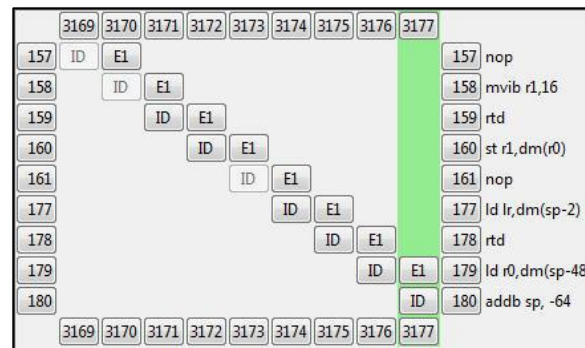 3169 3170 3171 3172 3173 3174 3175 3176 3177
157 ID E1 157 nop
158 ID E1 158 mvib r1,16
159 ID E1 159 rtd
160 ID E1 160 st r1,dm(r0)
161 ID E1 161 nop
177 ID E1 177 ld lr,dm(sp-2)
178 ID E1 178 rtd
179 ID E1 179 ld r0,dm(sp-48
180 ID 180 addb sp, -64
3169 3170 3171 3172 3173 3174 3175 3176 3177